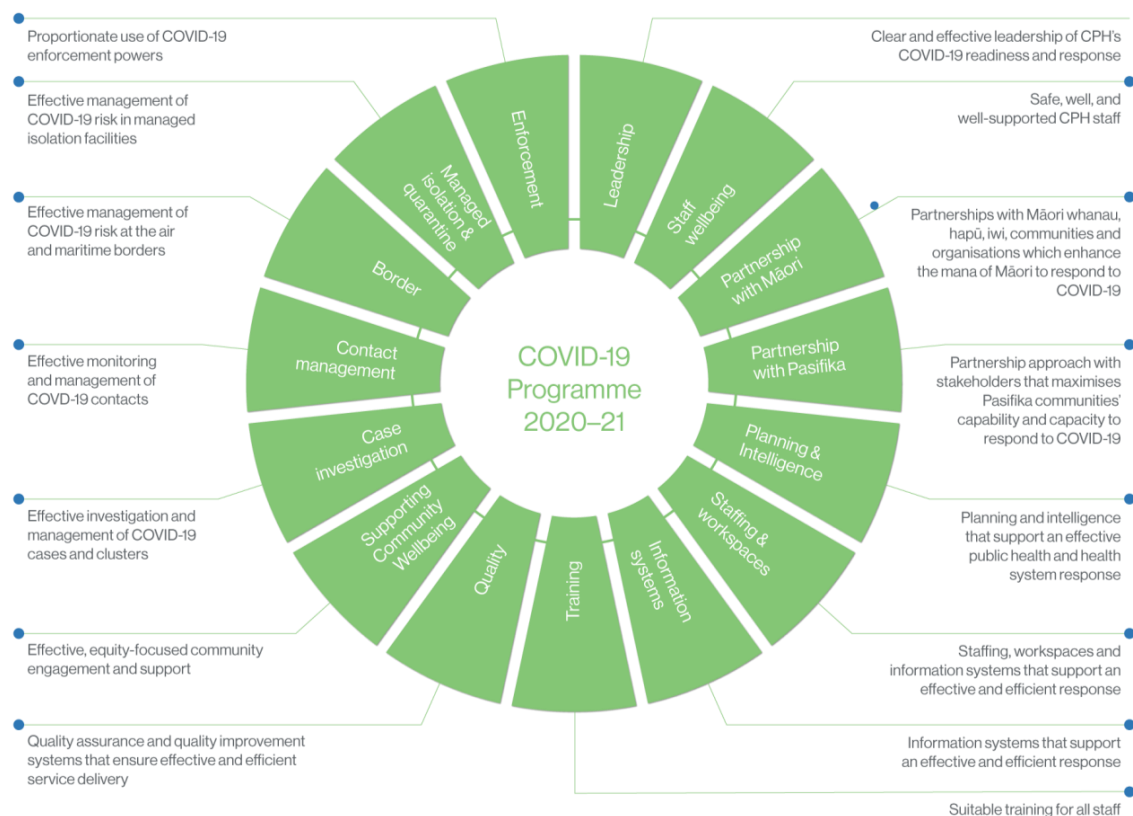 Proportionate use of COVID-19
enforcement powers
Effective management of
COVID-19 risk in managed
isolation facilities
Effective management of
COVID-19 risk at the air
and maritime borders
Effective monitoring
and management of
COVD-19 contacts
Effective investigation and
management of COVID-19
cases and clusters
Effective, equity-focused community
engagement and support
Quality assurance and quality improvement
systems that ensure effective and efficient
service delivery
Enforcement
Managed
isolation &
quarantine
Border
Contact
management
Case
investigation
Supporting
Community
Wellbeing
Quality
Training
Information
systems
Staffing &
workspaces
Planning &
Intelligence
Partnership
with Pasifika
Partnership
with Māori
Staff
wellbeing
Leadership
COVID-19
Programme
2020–21
Clear and effective leadership of CPH's
COVID-19 readiness and response
Safe, well, and
well-supported CPH staff
Partnerships with Māori whanau,
hapū, iwi, communities and
organisations which enhance
the mana of Māori to respond to
COVID-19
Partnership approach with
stakeholders that maximises
Pasifika communities'
capability and capacity to
respond to COVID-19
Planning and intelligence
that support an effective
public health and health
system response
Staffing, workspaces and
information systems that support an
effective and efficient response
Information systems that support
an effective and efficient response
Suitable training for all staff